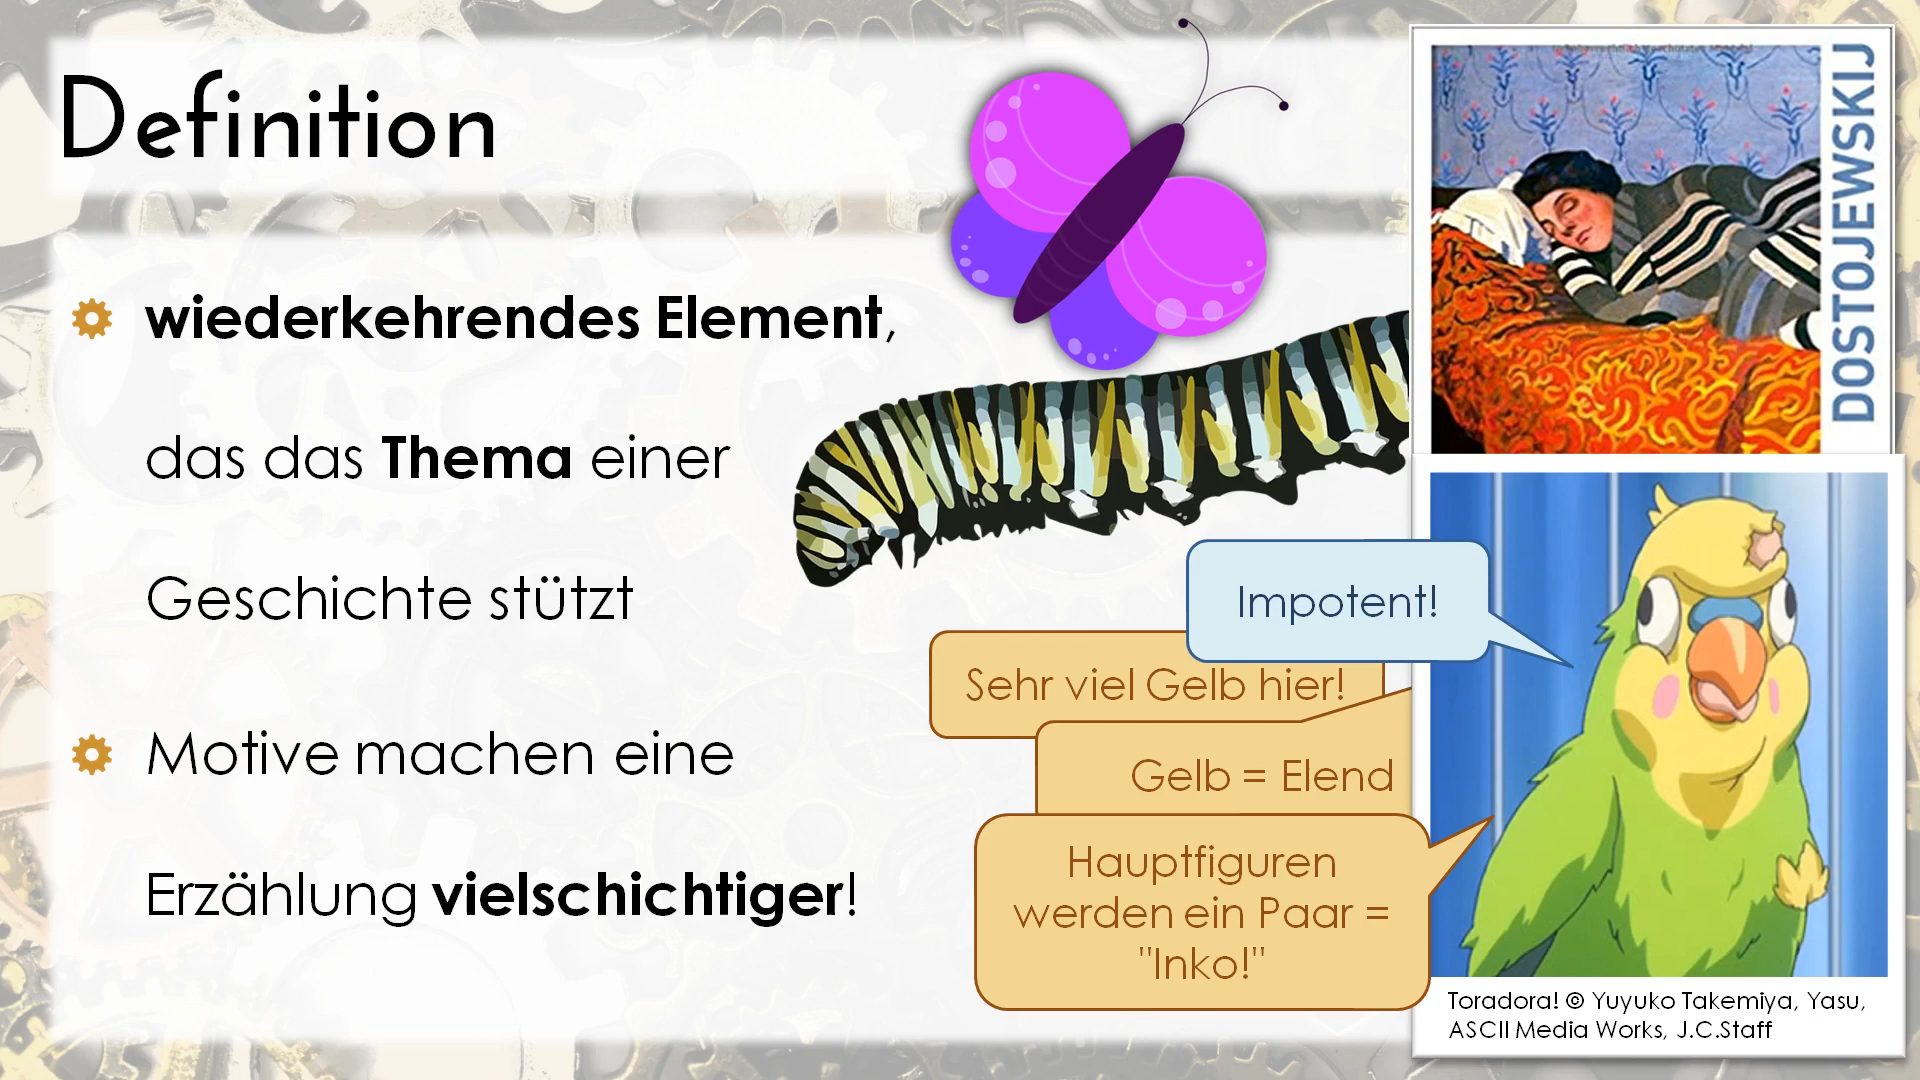 Definition
wiederkehrendes Element,
das das Thema einer
Geschichte stützt
Motive machen eine
Erzählung vielschichtiger!
DOSTOJEWSKIJ
Impotent!
Sehr viel Gelb hier!
Gelb = Elend
Hauptfiguren
werden ein Paar =
"Inko!"
Toradora! © Yuyuko Takemiya, Yasu,
ASCII Media Works, J.C.Staff